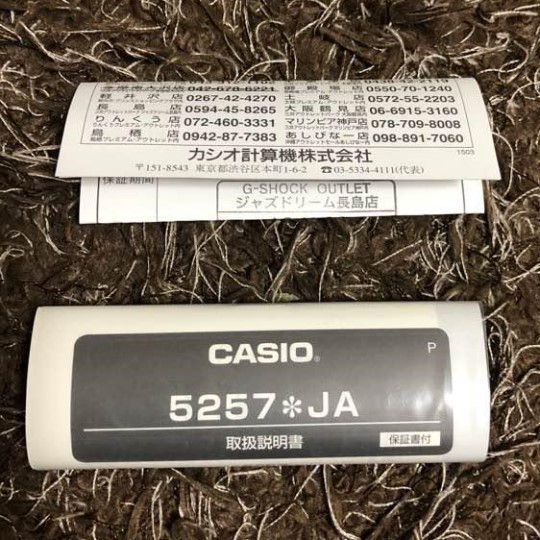 042-678-6221
0438-42-2119
軽井沢店 0267-42-4270
御殿場店 0550-70-1240
長島店 0594-45-8265
土岐店 0572-55-2203
りんくう店 072-460-3331
大阪鶴見店 06-6915-3160
鳥栖店 0942-87-7383
マリンピア神戸店 078-709-8008
あしびなー店 098-891-7060
カシオ計算機株式会社
1503
〒151-8543 東京都渋谷区本町1-6-2 ☎03-5334-4111(代表)
保証期間
G-SHOCK OUTLET
ジャズドリーム長島店
CASIO®
P
5257*JA
取扱説明書
保証書付